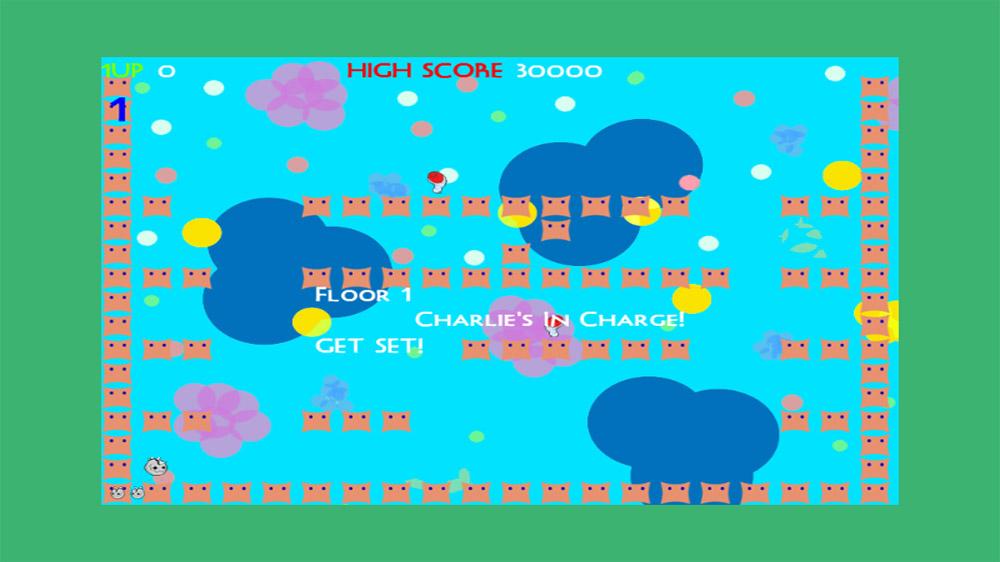 1UP 0 HIGH SCORE 30000
1
FLOOR 1
CHARLIE'S IN CHARGE!
GET SET!